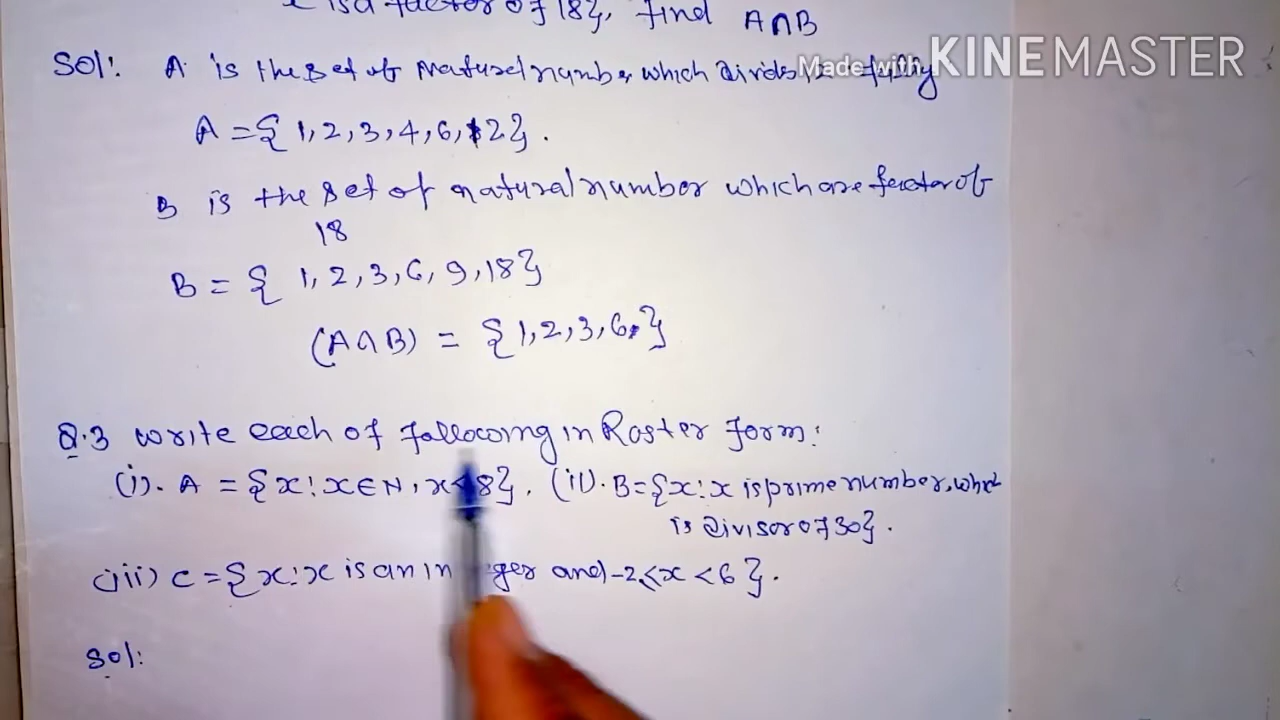 is a factor of 18}, find A∩B
Sol: A is the set of natural number which divides 12 fully
Made with KINEMASTER
A = { 1, 2, 3, 4, 6, 12 } .
B is the set of natural number which are factor of
18
B = { 1, 2, 3, 6, 9, 18 }
(A∩B) = { 1, 2, 3, 6, }
Q.3 Write each of following in Roster form:
(i). A = {x: x∈N, x<8}. (ii). B={x: x is prime number, which
is divisor of 30} .
(iii) C = {x: x is an integer and -2≤x <6 } .
Sol: